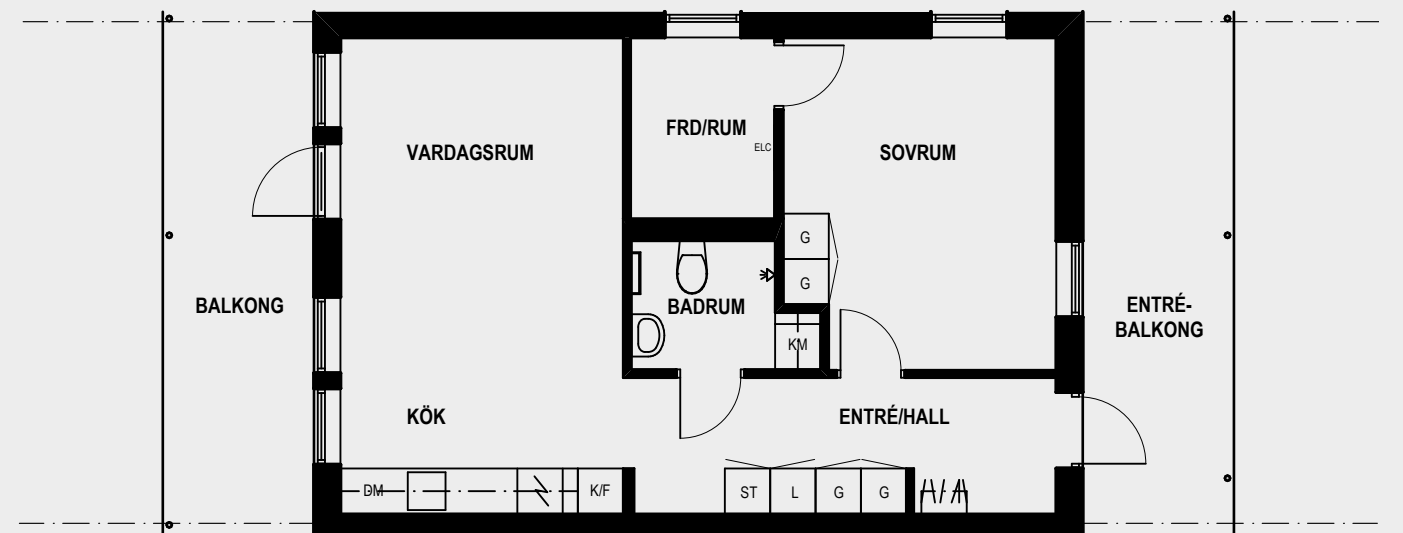 FRD/RUM
ELC
VARDAGSRUM
SOVRUM
G
G
BALKONG
BADRUM
ENTRÉ-
BALKONG
KM
KÖK
ENTRÉ/HALL
DM
K/F
ST
L
G
G